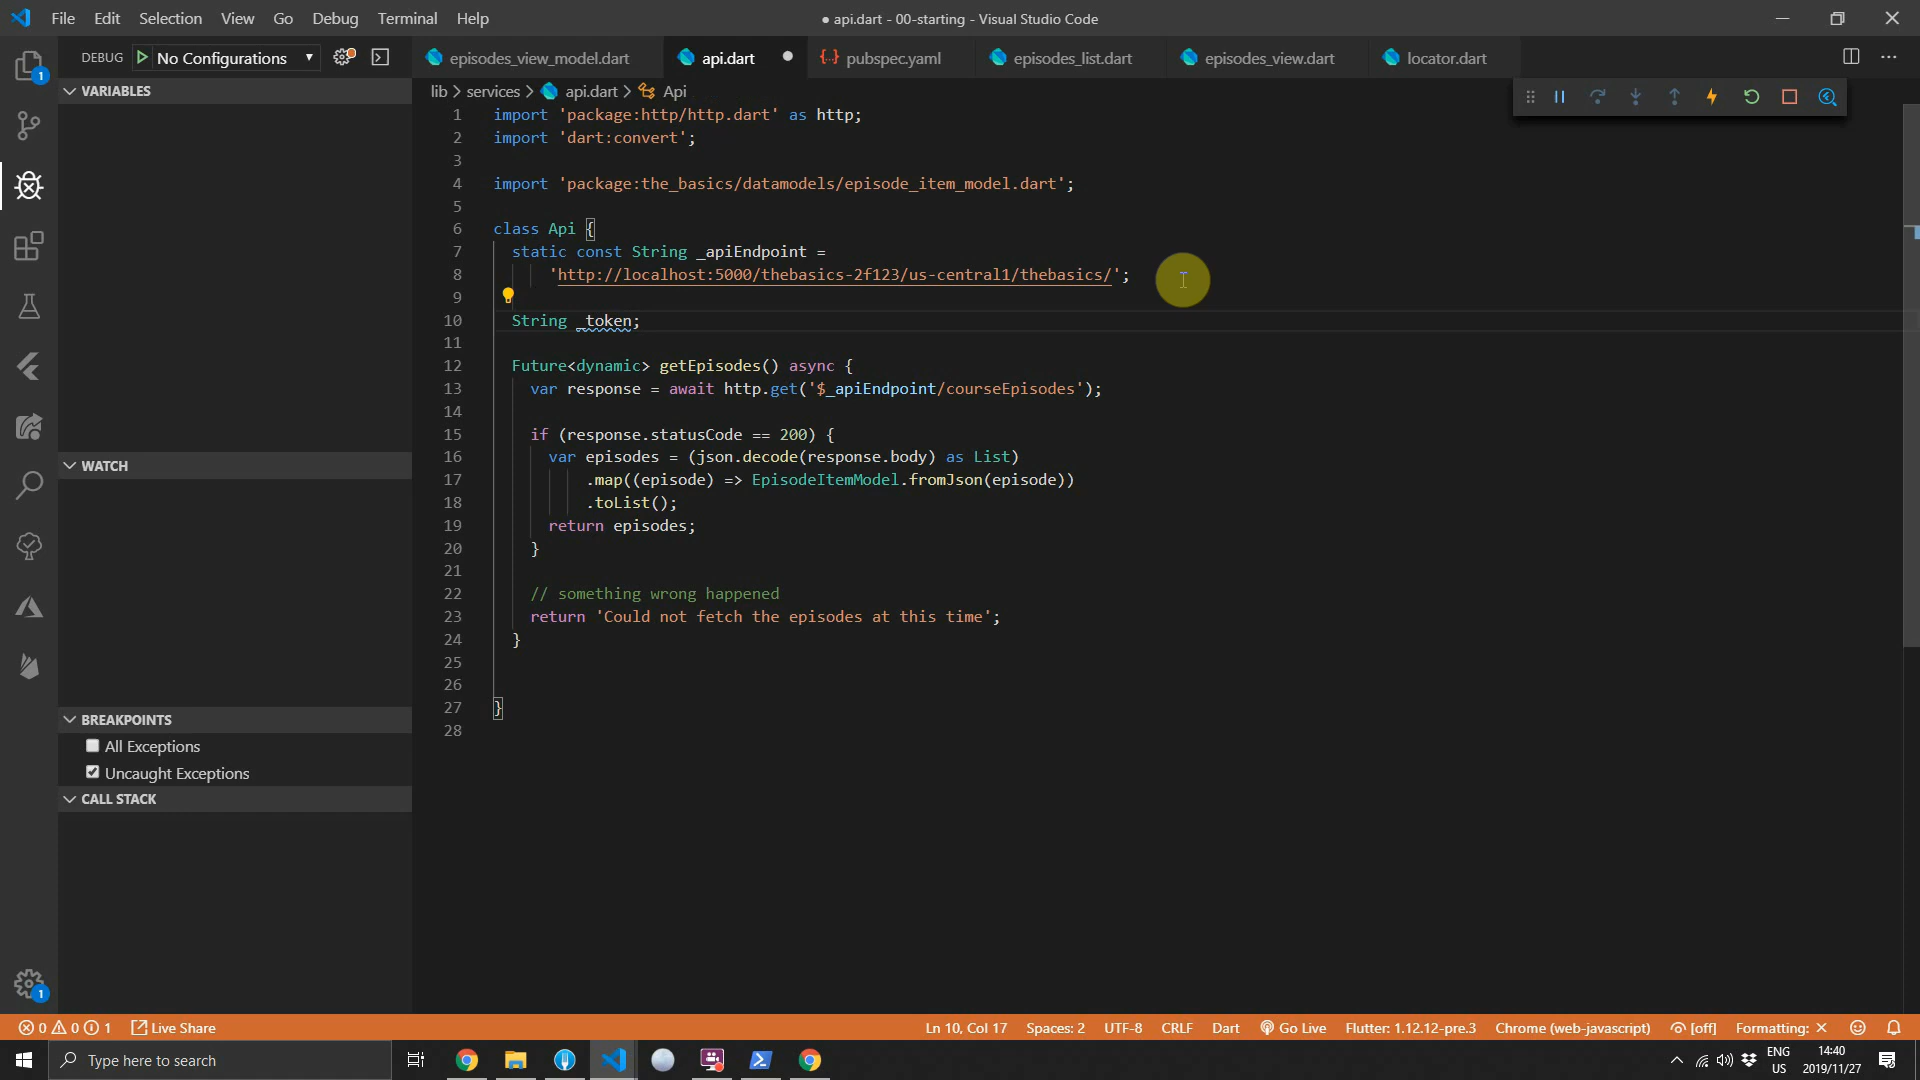 File Edit Selection View Go Debug Terminal Help
● api.dart - 00-starting - Visual Studio Code
DEBUG No Configurations
episodes_view_model.dart api.dart pubspec.yaml episodes_list.dart episodes_view.dart locator.dart
VARIABLES
lib > services > api.dart > Api
1 import 'package:http/http.dart' as http;
2 import 'dart:convert';
3
4 import 'package:the_basics/datamodels/episode_item_model.dart';
5
6 class Api {
7 static const String _apiEndpoint =
8 'http://localhost:5000/thebasics-2f123/us-central1/thebasics/';
9
10 String _token;
11
12 Future<dynamic> getEpisodes() async {
13 var response = await http.get('$_apiEndpoint/courseEpisodes');
14
15 if (response.statusCode == 200) {
16 var episodes = (json.decode(response.body) as List)
17 .map((episode) => EpisodeItemModel.fromJson(episode))
18 .toList();
19 return episodes;
20 }
21
22 // something wrong happened
23 return 'Could not fetch the episodes at this time';
24 }
25
26
27 }
28
WATCH
BREAKPOINTS
All Exceptions
Uncaught Exceptions
CALL STACK
1
1
0 0 1 Live Share
Ln 10, Col 17 Spaces: 2 UTF-8 CRLF Dart Go Live Flutter: 1.12.12-pre.3 Chrome (web-javascript) [off] Formatting: ✕
Type here to search
ENG
US
14:40
2019/11/27